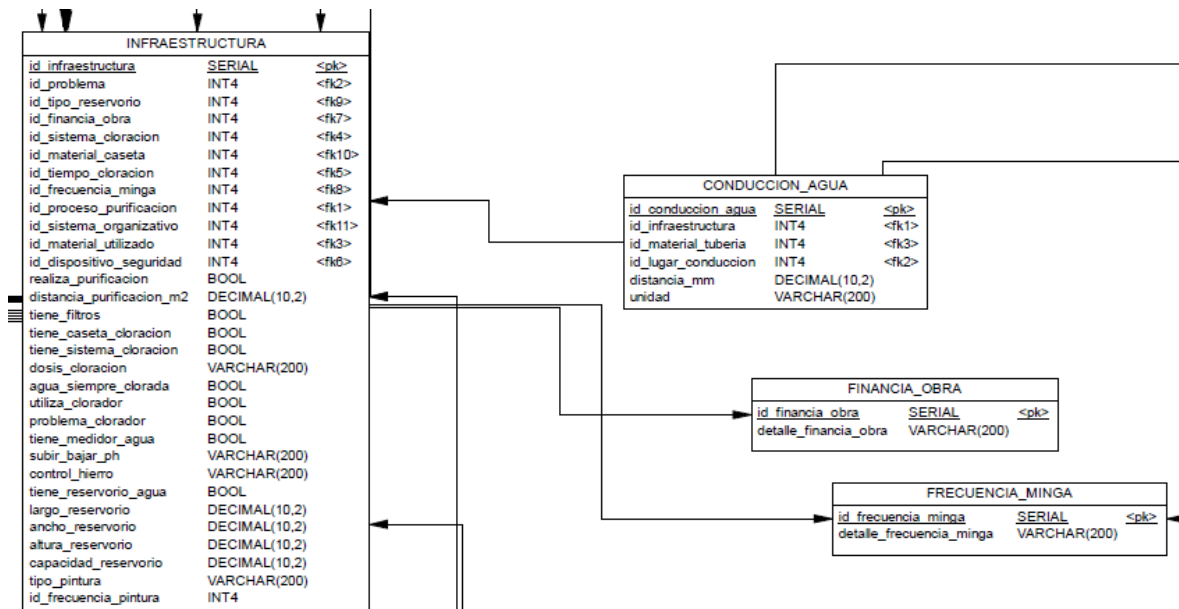 INFRAESTRUCTURA
id_infraestructura SERIAL <pk>
id_problema INT4 <fk2>
id_tipo_reservorio INT4 <fk9>
id_financia_obra INT4 <fk7>
id_sistema_cloracion INT4 <fk4>
id_material_caseta INT4 <fk10>
id_tiempo_cloracion INT4 <fk5>
id_frecuencia_minga INT4 <fk8>
id_proceso_purificacion INT4 <fk1>
id_sistema_organizativo INT4 <fk11>
id_material_utilizado INT4 <fk3>
id_dispositivo_seguridad INT4 <fk6>
realiza_purificacion BOOL
distancia_purificacion_m2 DECIMAL(10,2)
tiene_filtros BOOL
tiene_caseta_cloracion BOOL
tiene_sistema_cloracion BOOL
dosis_cloracion VARCHAR(200)
agua_siempre_clorada BOOL
utiliza_clorador BOOL
problema_clorador BOOL
tiene_medidor_agua BOOL
subir_bajar_ph VARCHAR(200)
control_hierro VARCHAR(200)
tiene_reservorio_agua BOOL
largo_reservorio DECIMAL(10,2)
ancho_reservorio DECIMAL(10,2)
altura_reservorio DECIMAL(10,2)
capacidad_reservorio DECIMAL(10,2)
tipo_pintura VARCHAR(200)
id_frecuencia_pintura INT4
CONDUCCION_AGUA
id_conduccion_agua SERIAL <pk>
id_infraestructura INT4 <fk1>
id_material_tuberia INT4 <fk3>
id_lugar_conduccion INT4 <fk2>
distancia_mm DECIMAL(10,2)
unidad VARCHAR(200)
FINANCIA_OBRA
id_financia_obra SERIAL <pk>
detalle_financia_obra VARCHAR(200)
FRECUENCIA_MINGA
id_frecuencia_minga SERIAL <pk>
detalle_frecuencia_minga VARCHAR(200)